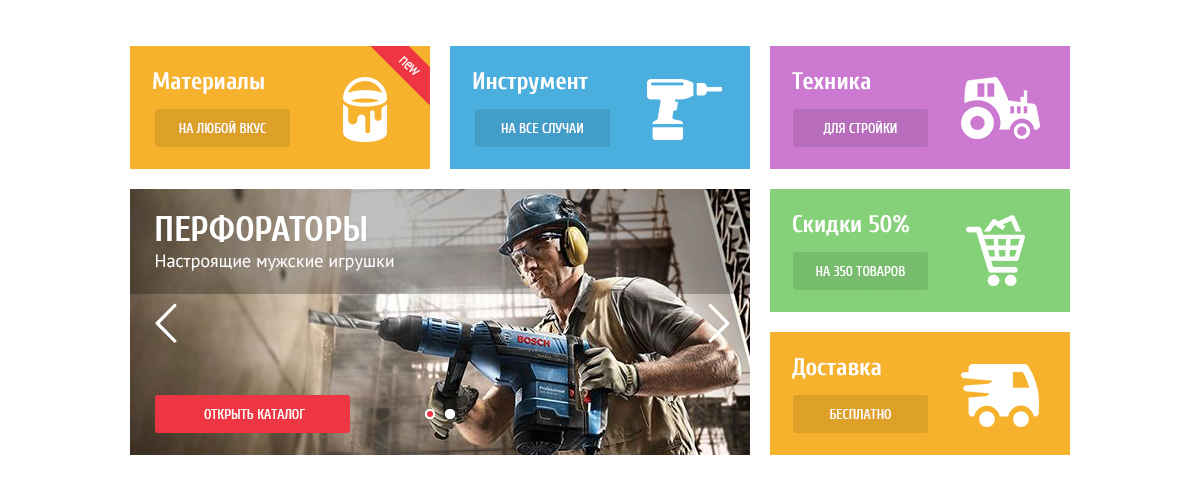 Материалы
НА ЛЮБОЙ ВКУС
new
Инструмент
НА ВСЕ СЛУЧАИ
Техника
ДЛЯ СТРОЙКИ
ПЕРФОРАТОРЫ
Настроящие мужские игрушки
BOSCH
Professional
ОТКРЫТЬ КАТАЛОГ
Скидки 50%
НА 350 ТОВАРОВ
Доставка
БЕСПЛАТНО